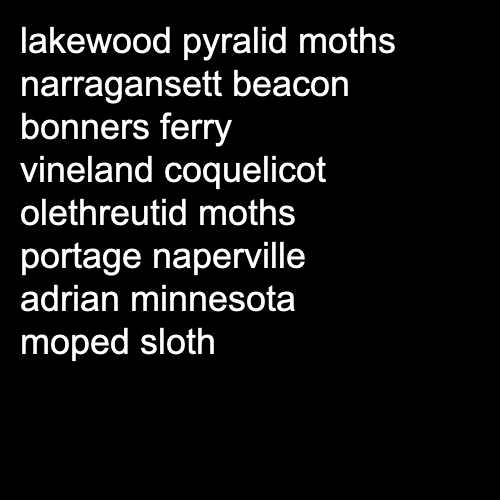 lakewood pyralid moths
narragansett beacon
bonners ferry
vineland coquelicot
olethreutid moths
portage naperville
adrian minnesota
moped sloth